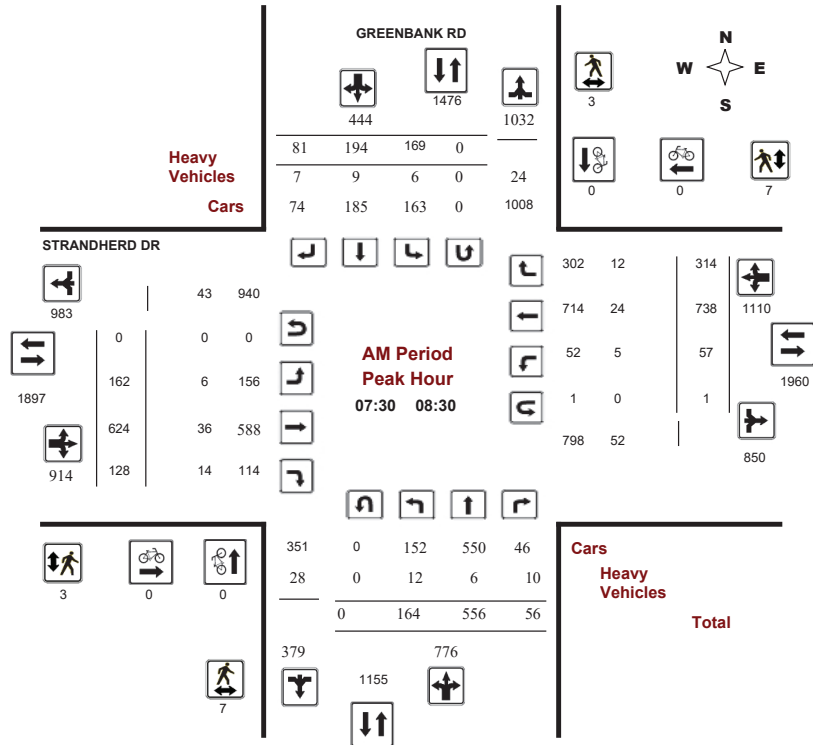 GREENBANK RD
N
W E
S
1476
3
444 1032
81 194 169 0
Heavy
Vehicles
7 9 6 0 24
0 0 7
Cars
74 185 163 0 1008
STRANDHERD DR
983
43 940
302 12 314
1110
714 24 738
0 0 0
1897
162 6 156
AM Period
Peak Hour
07:30 08:30
52 5 57
1960
1 0 1
624 36 588
798 52
850
914
128 14 114
351 0 152 550 46
Cars
28 0 12 6 10
Heavy
Vehicles
3 0 0
0 164 556 56
Total
379 776
1155
7